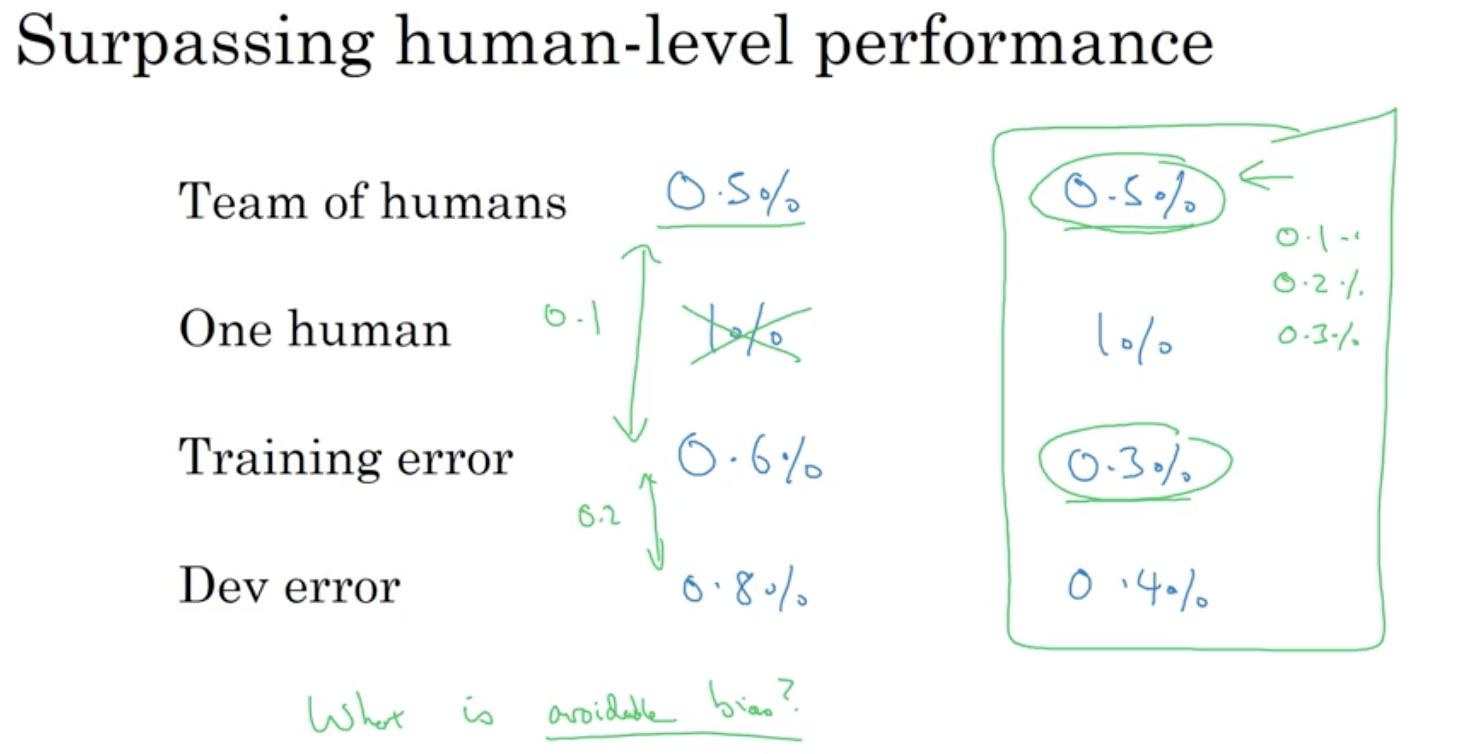 Surpassing human-level performance
Team of humans 0.5% 0.5%
0.1
0.2%
0.3%
One human 0.1 1% 1%
Training error 0.6% 0.3%
0.2
Dev error 0.8% 0.4%
What is avoidable bias?